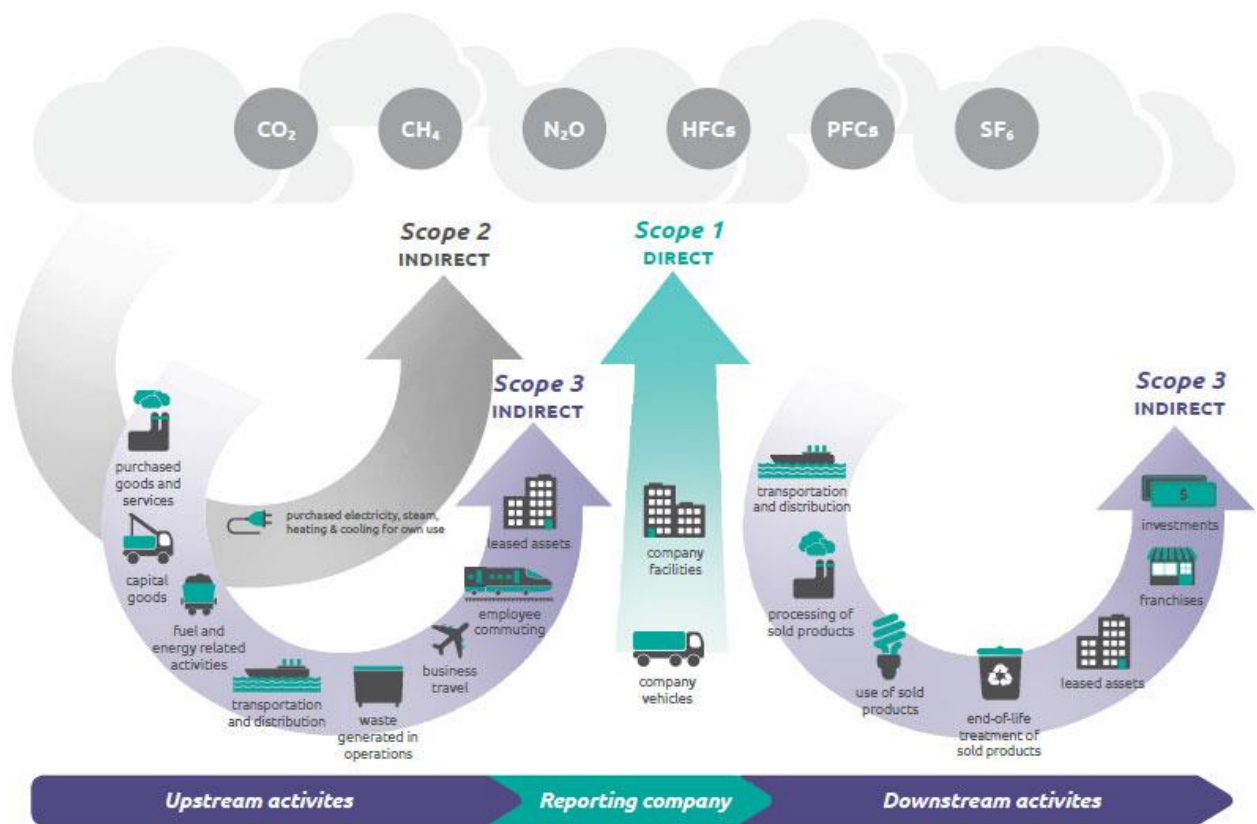 CO₂
CH₄
N₂O
HFCs
PFCs
SF₆
Scope 2
INDIRECT
Scope 1
DIRECT
Scope 3
INDIRECT
Scope 3
INDIRECT
purchased
goods and
services
capital
goods
fuel and
energy related
activities
transportation
and distribution
waste
generated in
operations
business
travel
employee
commuting
leased assets
purchased electricity, steam,
heating & cooling for own use
company
facilities
company
vehicles
transportation
and distribution
processing of
sold products
use of sold
products
end-of-life
treatment of
sold products
leased assets
franchises
$
investments
Upstream activites
Reporting company
Downstream activites